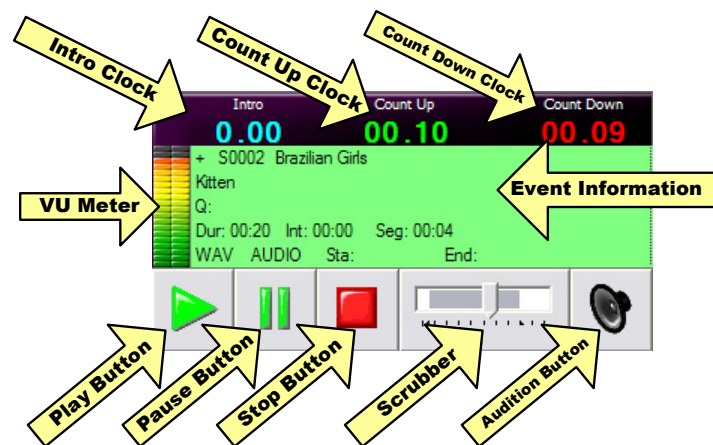 Intro Clock
Count Up Clock
Count Down Clock
Intro Count Up Count Down
0.00 00.10 00.09
+ S0002 Brazilian Girls
Kitten
Q:
Dur: 00:20 Int: 00:00 Seg: 00:04
WAV AUDIO Sta: End:
VU Meter
Event Information
Play Button
Pause Button
Stop Button
Scrubber
Audition Button